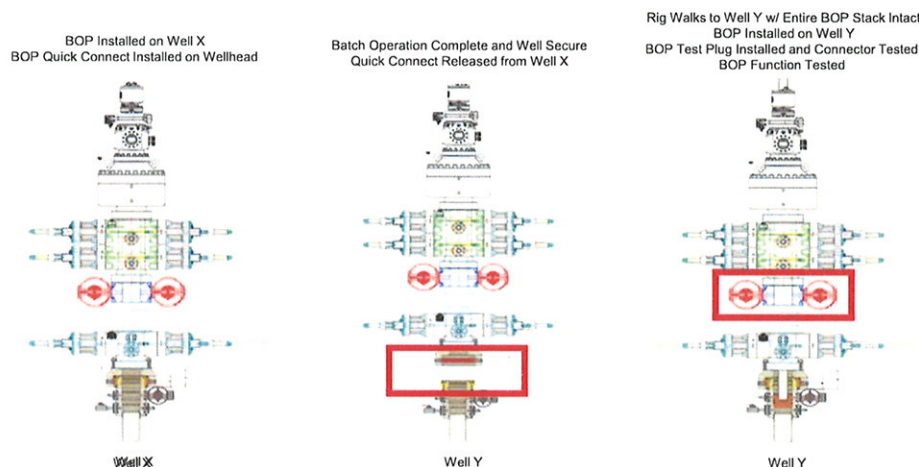 BOP Installed on Well X
BOP Quick Connect Installed on Wellhead
Batch Operation Complete and Well Secure
Quick Connect Released from Well X
Rig Walks to Well Y w/ Entire BOP Stack Intact
BOP Installed on Well Y
BOP Test Plug Installed and Connector Tested
BOP Function Tested
Well X
Well Y
Well Y